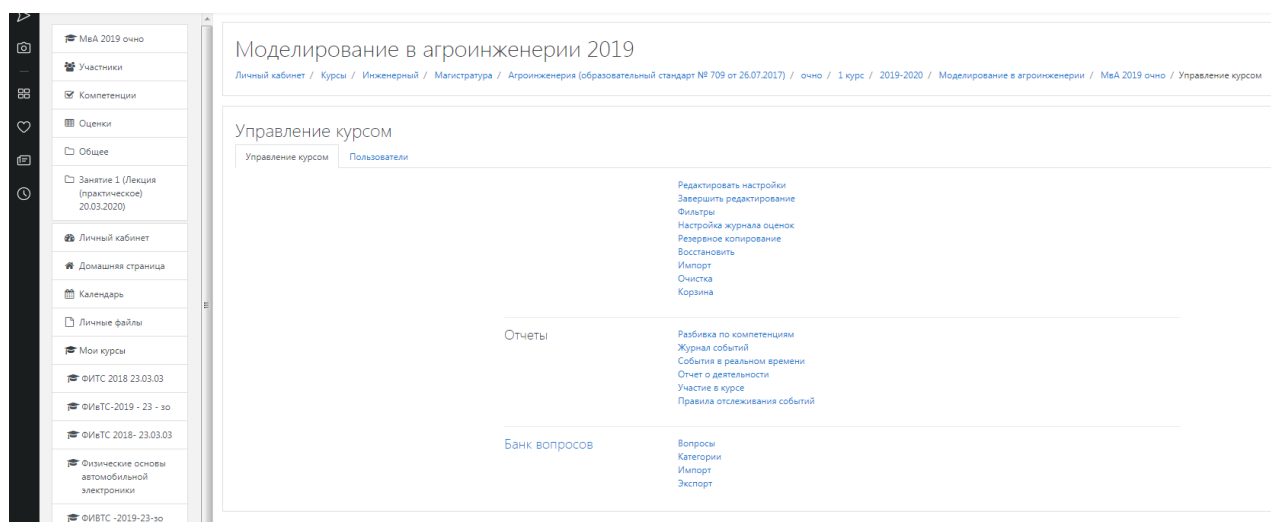 МвА 2019 очно
Участники
Компетенции
Оценки
Общее
Занятие 1 (Лекция
(практическое)
20.03.2020)
Личный кабинет
Домашняя страница
Календарь
Личные файлы
Мои курсы
ФИТС 2018 23.03.03
ФИвТС-2019 - 23 - зо
ФИвТС 2018- 23.03.03
Физические основы
автомобильной
электроники
ФИВТС -2019-23-зо
Моделирование в агроинженерии 2019
Личный кабинет / Курсы / Инженерный / Магистратура / Агроинженерия (образовательный стандарт № 709 от 26.07.2017) / очно / 1 курс / 2019-2020 / Моделирование в агроинженерии / МвА 2019 очно / Управление курсом
Управление курсом
Управление курсом Пользователи
Редактировать настройки
Завершить редактирование
Фильтры
Настройка журнала оценок
Резервное копирование
Восстановить
Импорт
Очистка
Корзина
Отчеты
Разбивка по компетенциям
Журнал событий
События в реальном времени
Отчет о деятельности
Участие в курсе
Правила отслеживания событий
Банк вопросов
Вопросы
Категории
Импорт
Экспорт